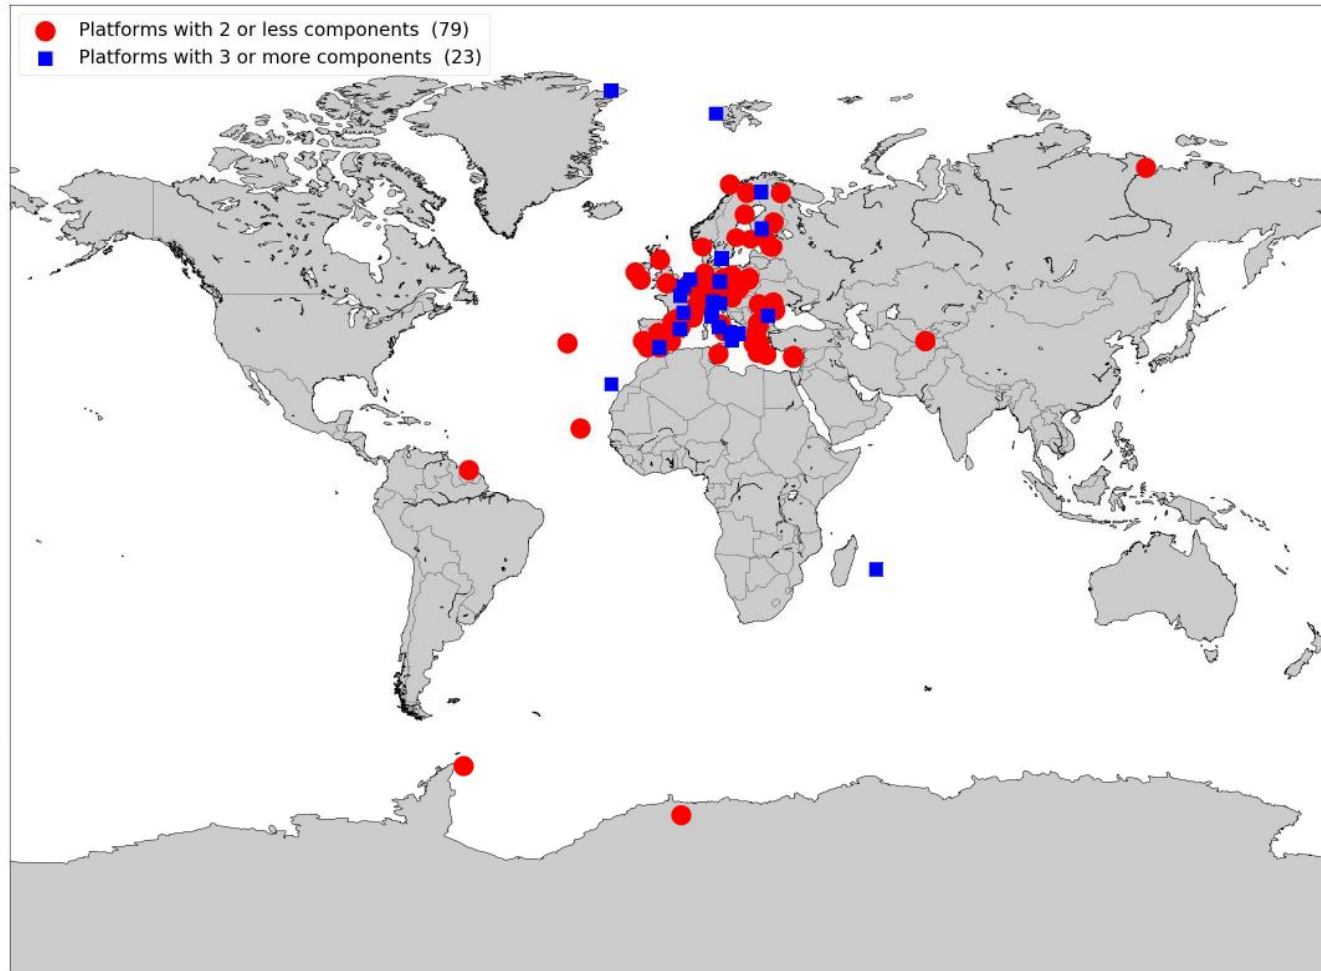 Platforms with 2 or less components (79)
Platforms with 3 or more components (23)